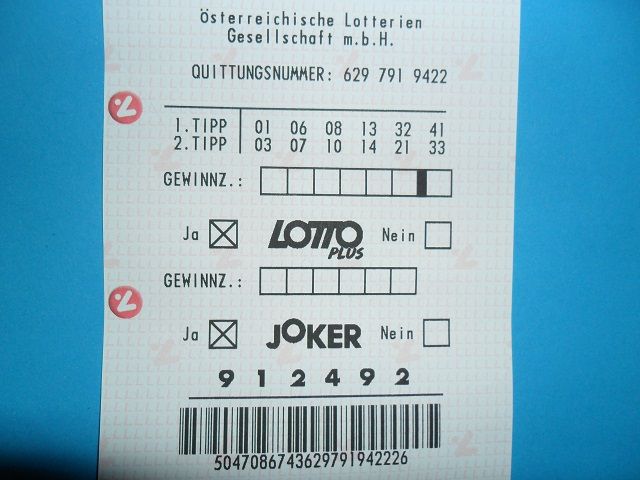 Österreichische Lotterien
Gesellschaft m.b.H.
QUITTUNGSNUMMER: 629 791 9422
1.TIPP 01 06 08 13 32 41
2.TIPP 03 07 10 14 21 33
GEWINNZ.:
Ja LOTTO PLUS Nein
GEWINNZ.:
Ja JOKER Nein
9 1 2 4 9 2
5047086743629791942226